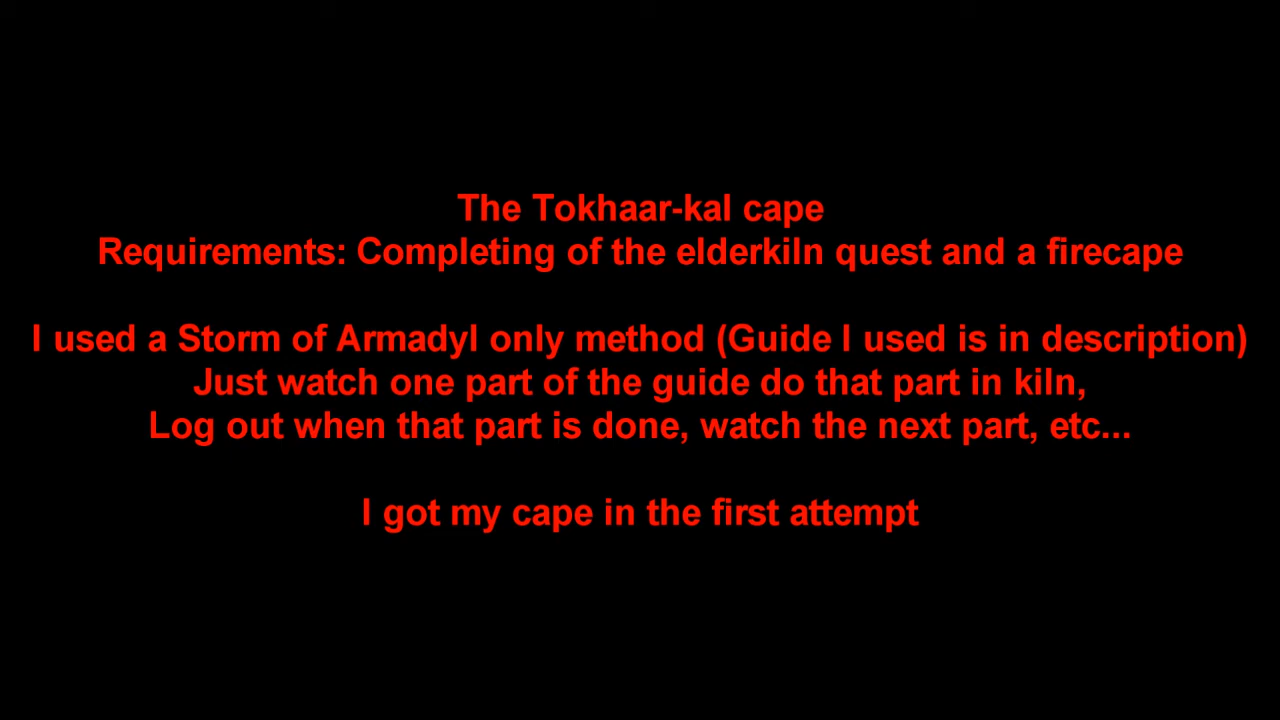 The Tokhaar-kal cape
Requirements: Completing of the elderkiln quest and a firecape
I used a Storm of Armadyl only method (Guide I used is in description)
Just watch one part of the guide do that part in kiln,
Log out when that part is done, watch the next part, etc...
I got my cape in the first attempt